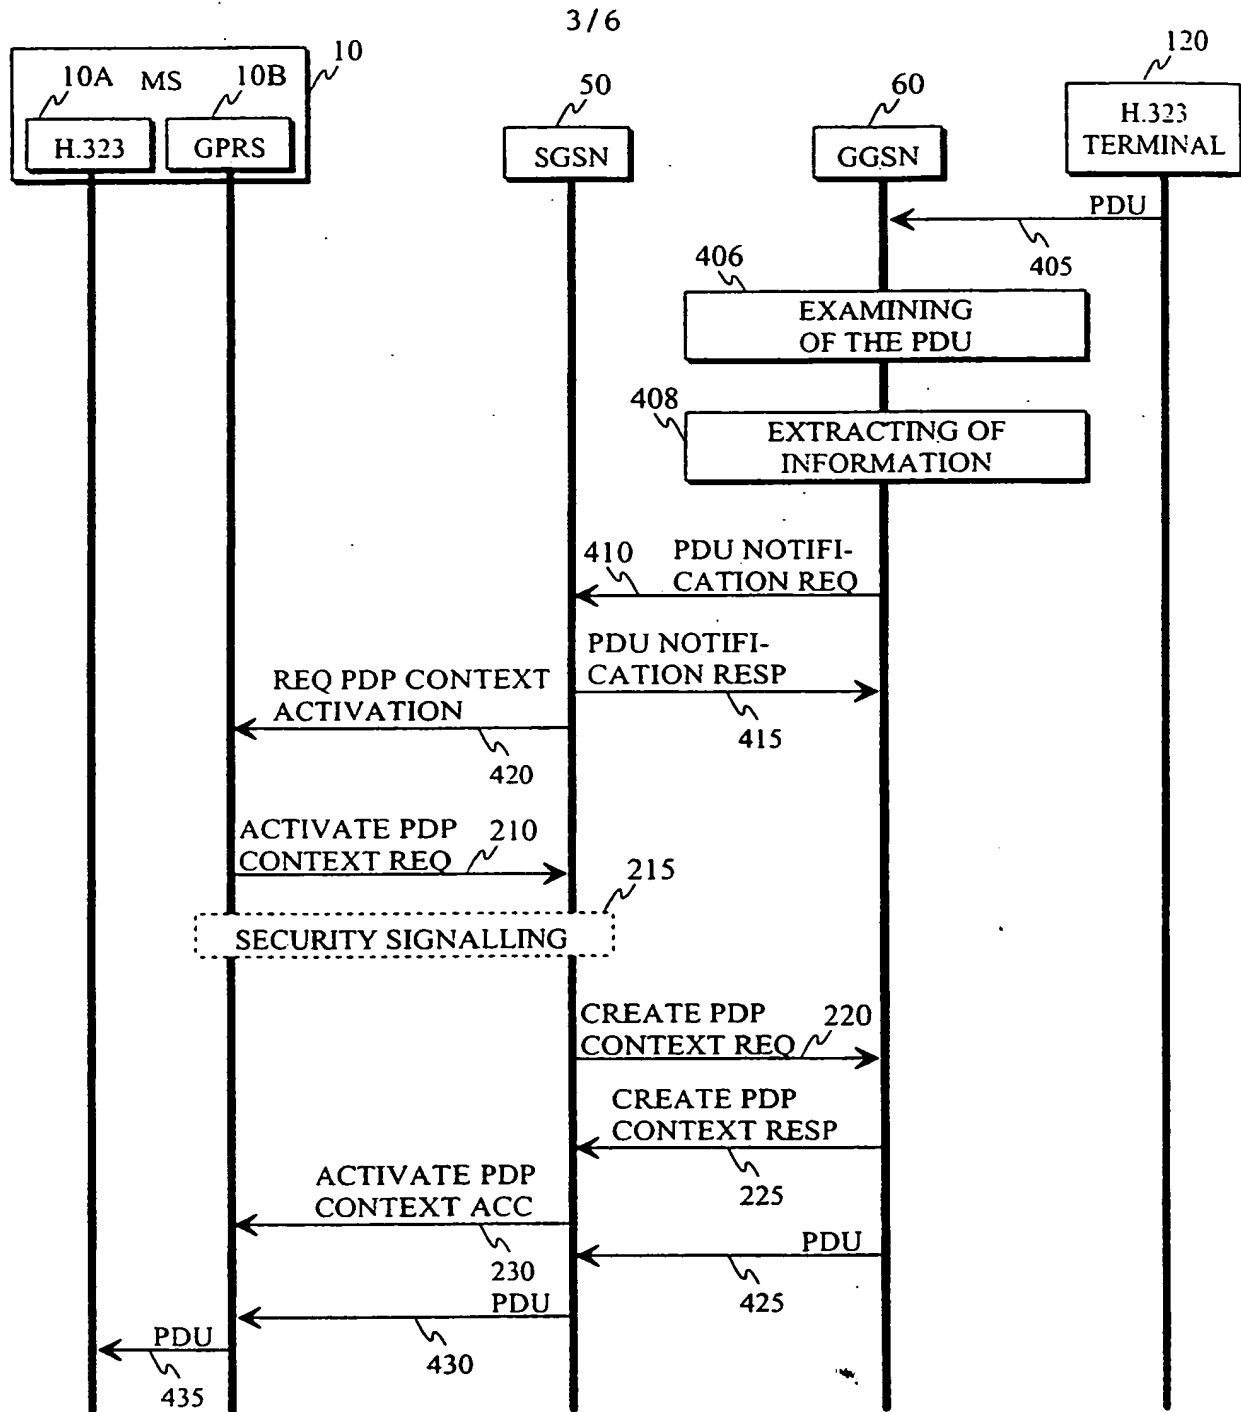 3/6
10
120
10A MS 10B
50
60
H.323
GPRS
SGSN
GGSN
H.323
TERMINAL
PDU
405
406
EXAMINING
OF THE PDU
408
EXTRACTING OF
INFORMATION
410
PDU NOTIFI-
CATION REQ
PDU NOTIFI-
CATION RESP
415
REQ PDP CONTEXT
ACTIVATION
420
ACTIVATE PDP
CONTEXT REQ
210
215
SECURITY SIGNALLING
CREATE PDP
CONTEXT REQ
220
CREATE PDP
CONTEXT RESP
225
ACTIVATE PDP
CONTEXT ACC
230
PDU
425
PDU
430
PDU
435